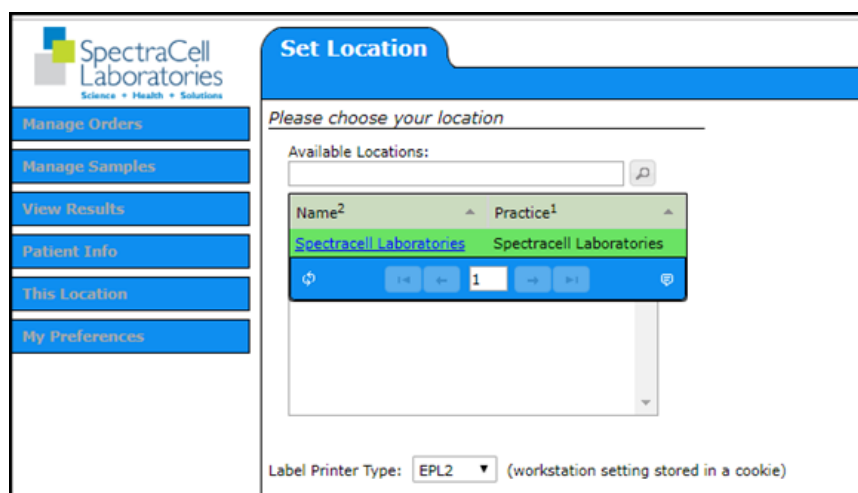 SpectraCell
Laboratories
Science + Health + Solutions
Set Location
Manage Orders
Manage Samples
View Results
Patient Info
This Location
My Preferences
Please choose your location
Available Locations:
Name2 Practice1
Spectracell Laboratories Spectracell Laboratories
1
Label Printer Type: EPL2 (workstation setting stored in a cookie)